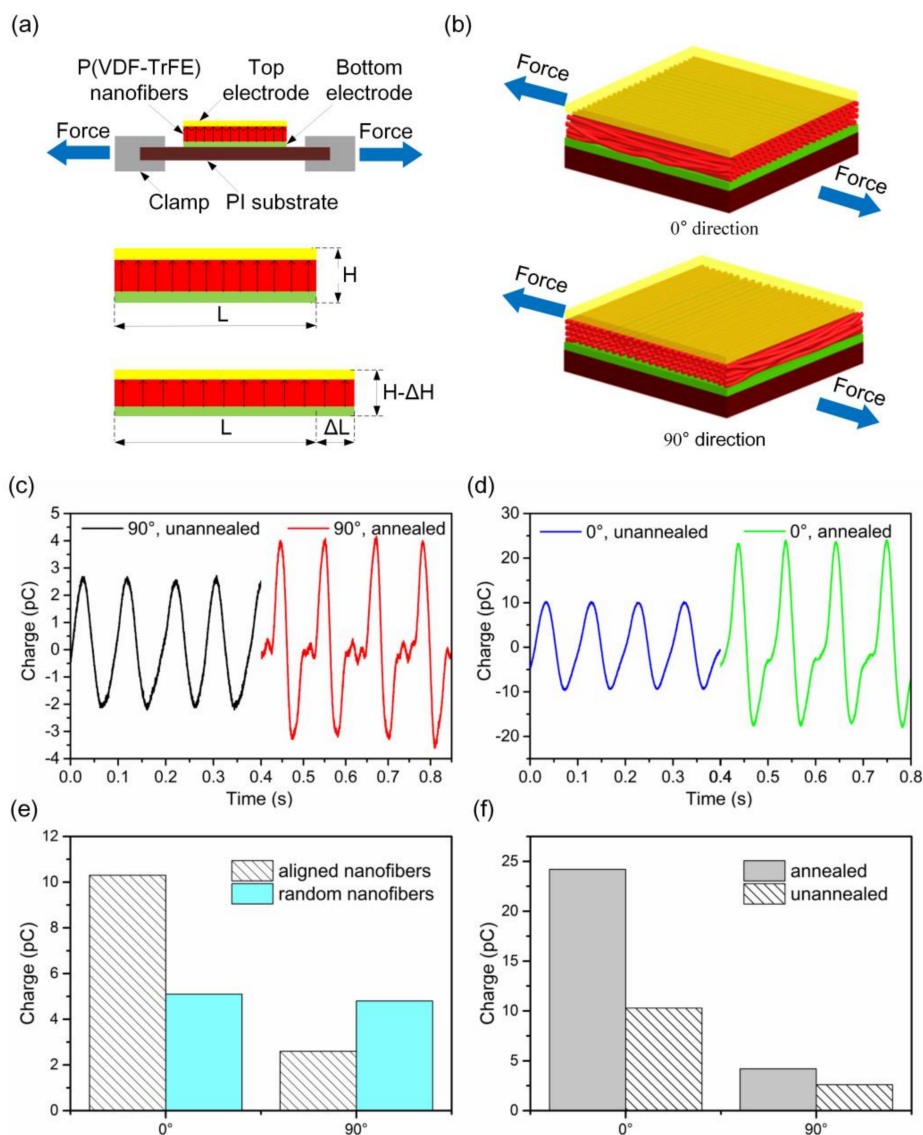 (a)
P(VDF-TrFE)
nanofibers
Top
electrode
Bottom
electrode
Force
Force
Clamp
PI substrate
H
L
H-ΔH
L
ΔL
(b)
Force
Force
0° direction
Force
Force
90° direction
(c)
90°, unannealed
90°, annealed
5
4
3
2
1
0
-1
-2
-3
-4
Charge (pC)
0.0 0.1 0.2 0.3 0.4 0.5 0.6 0.7 0.8
Time (s)
(d)
0°, unannealed
0°, annealed
30
20
10
0
-10
-20
Charge (pC)
0.0 0.1 0.2 0.3 0.4 0.5 0.6 0.7 0.8
Time (s)
(e)
aligned nanofibers
random nanofibers
12
10
8
6
4
2
0
Charge (pC)
0° 90°
(f)
annealed
unannealed
25
20
15
10
5
0
Charge (pC)
0° 90°